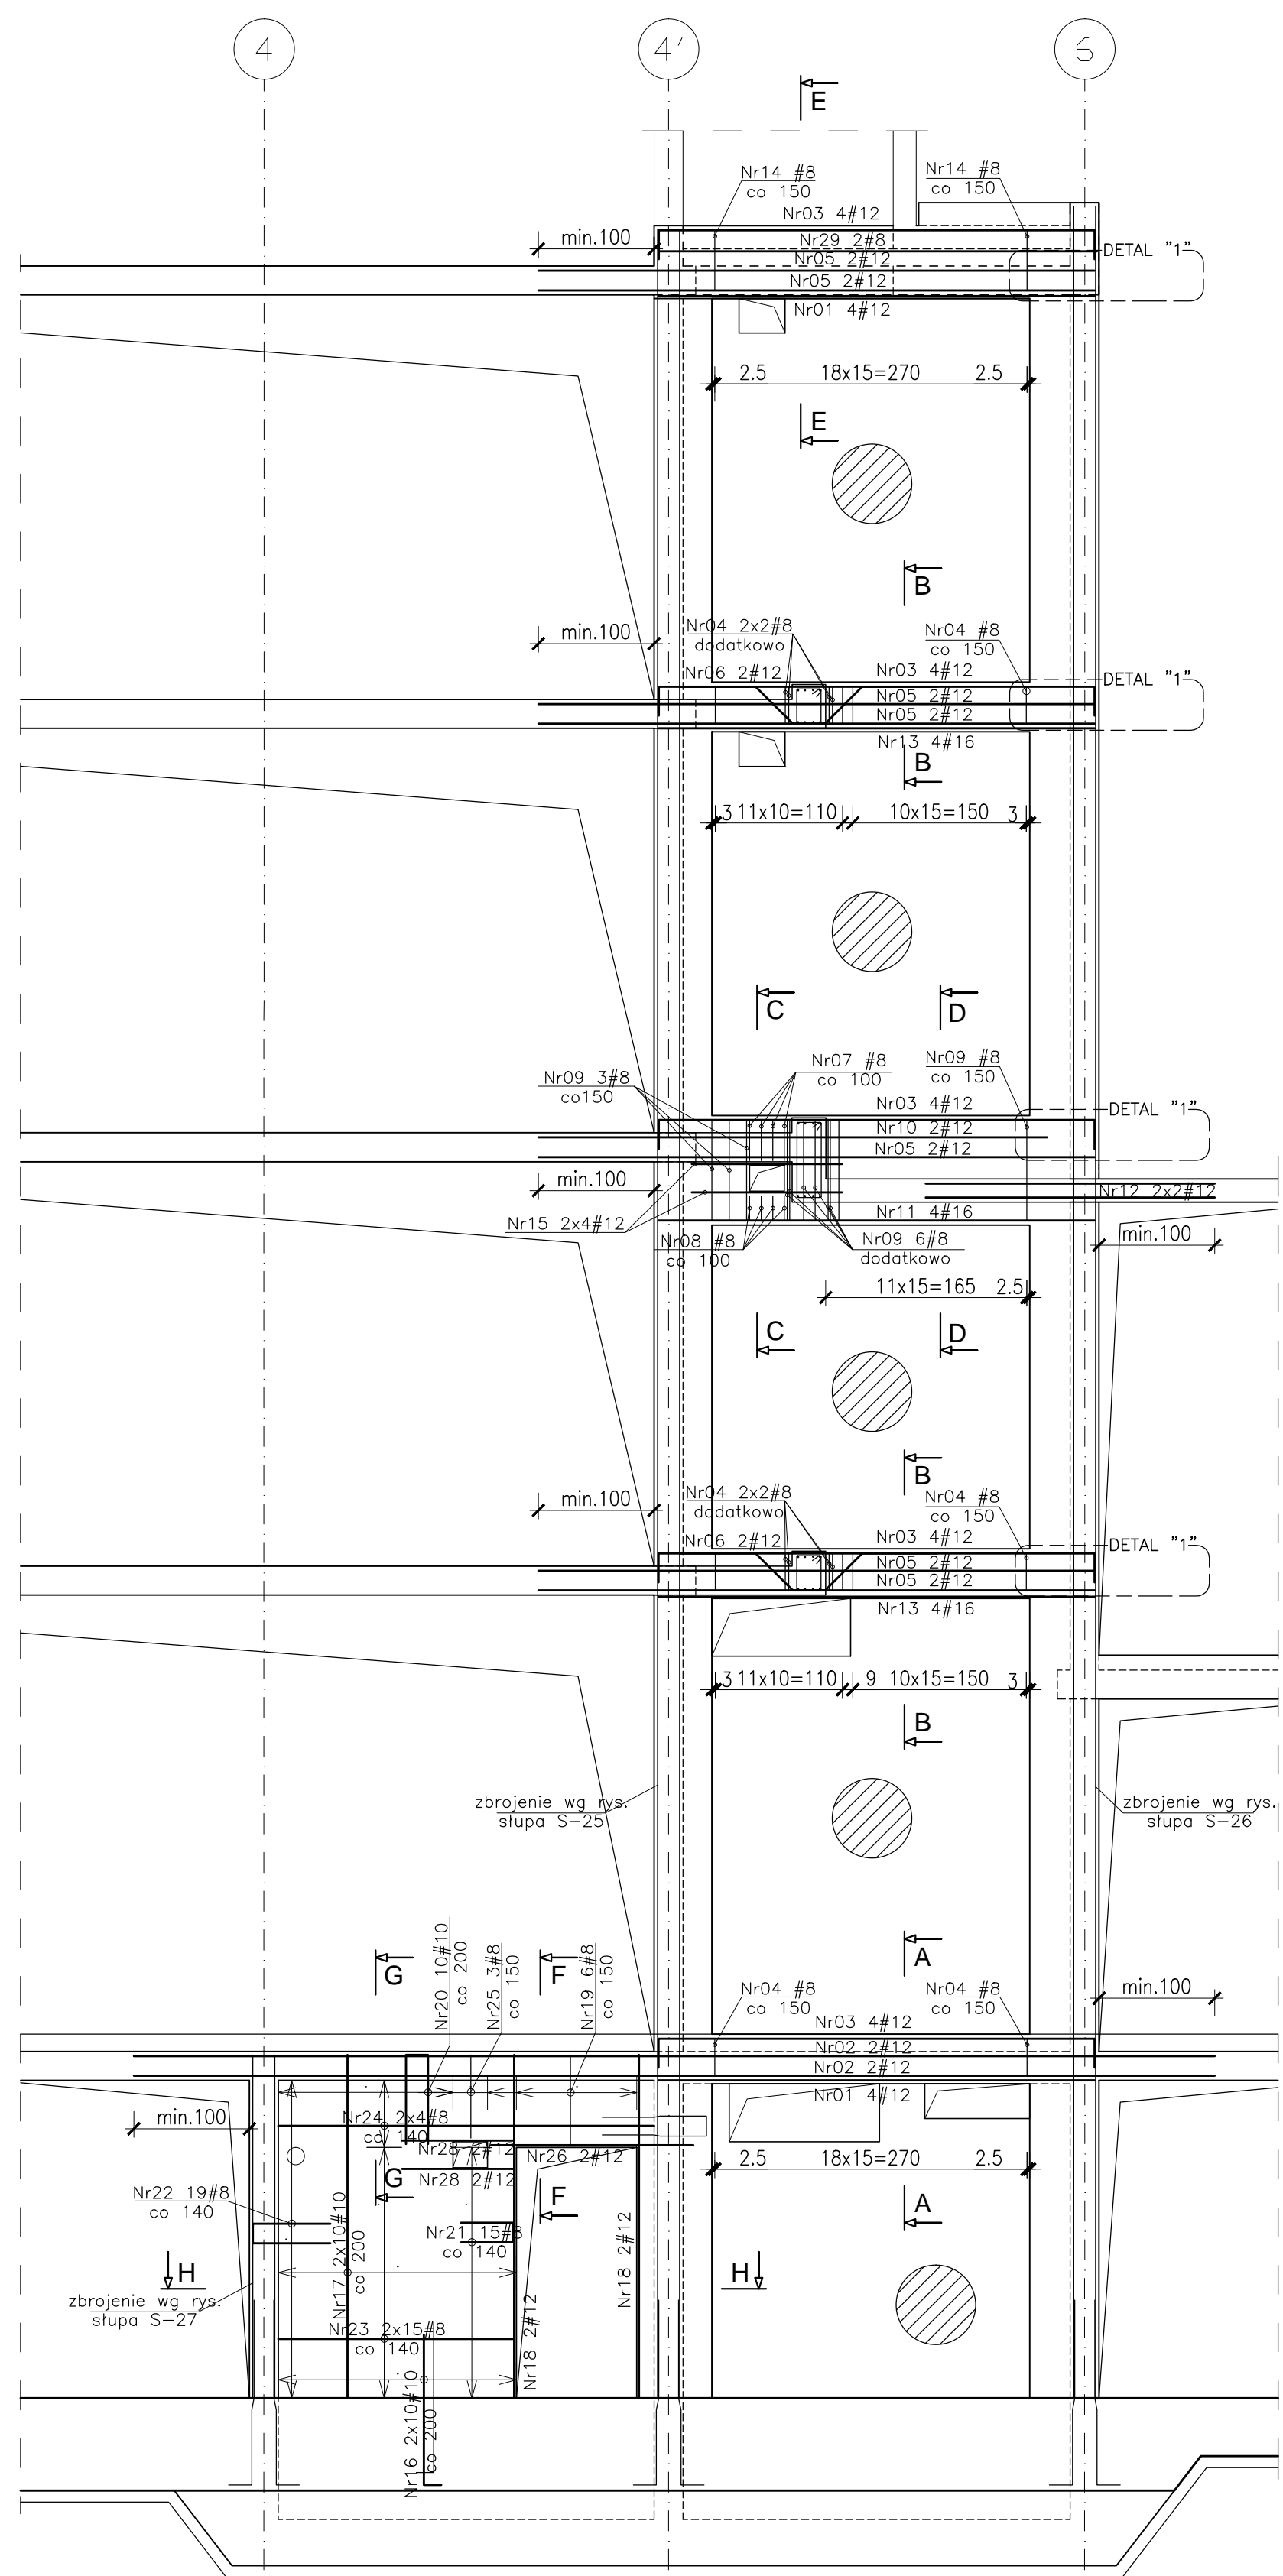 4
4'
6
E
Nr14 #8
co 150
Nr14 #8
co 150
Nr03 4#12
min.100
Nr29 2#8
Nr05 2#12
DETAL "1"
Nr05 2#12
Nr01 4#12
2.5
18x15=270
2.5
E
B
min.100
Nr04 2x2#8
dodatkowo
Nr04 #8
co 150
Nr06 2#12
Nr03 4#12
DETAL "1"
Nr05 2#12
Nr05 2#12
Nr13 4#16
B
3
11x10=110
10x15=150
3
C
D
Nr09 3#8
co150
Nr07 #8
co 100
Nr09 #8
co 150
Nr03 4#12
DETAL "1"
Nr10 2#12
Nr05 2#12
min.100
Nr12 2x2#12
Nr15 2x4#12
Nr11 4#16
Nr08 #8
co 100
Nr09 6#8
dodatkowo
min.100
11x15=165
2.5
C
D
B
min.100
Nr04 2x2#8
dodatkowo
Nr04 #8
co 150
Nr06 2#12
Nr03 4#12
DETAL "1"
Nr05 2#12
Nr05 2#12
Nr13 4#16
3
11x10=110
9
10x15=150
3
B
zbrojenie wg rys.
słupa S-25
zbrojenie wg rys.
słupa S-26
G
Nr20 10#10
co 200
Nr25 3#8
co 150
F
Nr19 6#8
co 150
A
Nr04 #8
co 150
Nr04 #8
co 150
min.100
Nr03 4#12
Nr02 2#12
Nr02 2#12
Nr01 4#12
min.100
Nr24 2x4#8
co 140
Nr28 2#12
Nr26 2#12
2.5
18x15=270
2.5
G
Nr28 2#12
F
A
Nr22 19#8
co 140
Nr21 15#8
co 140
Nr17 2x10#10
co 200
Nr18 2#12
H
H
zbrojenie wg rys.
słupa S-27
Nr23 2x15#8
co 140
Nr18 2#12
Nr16 2x10#10
co 200